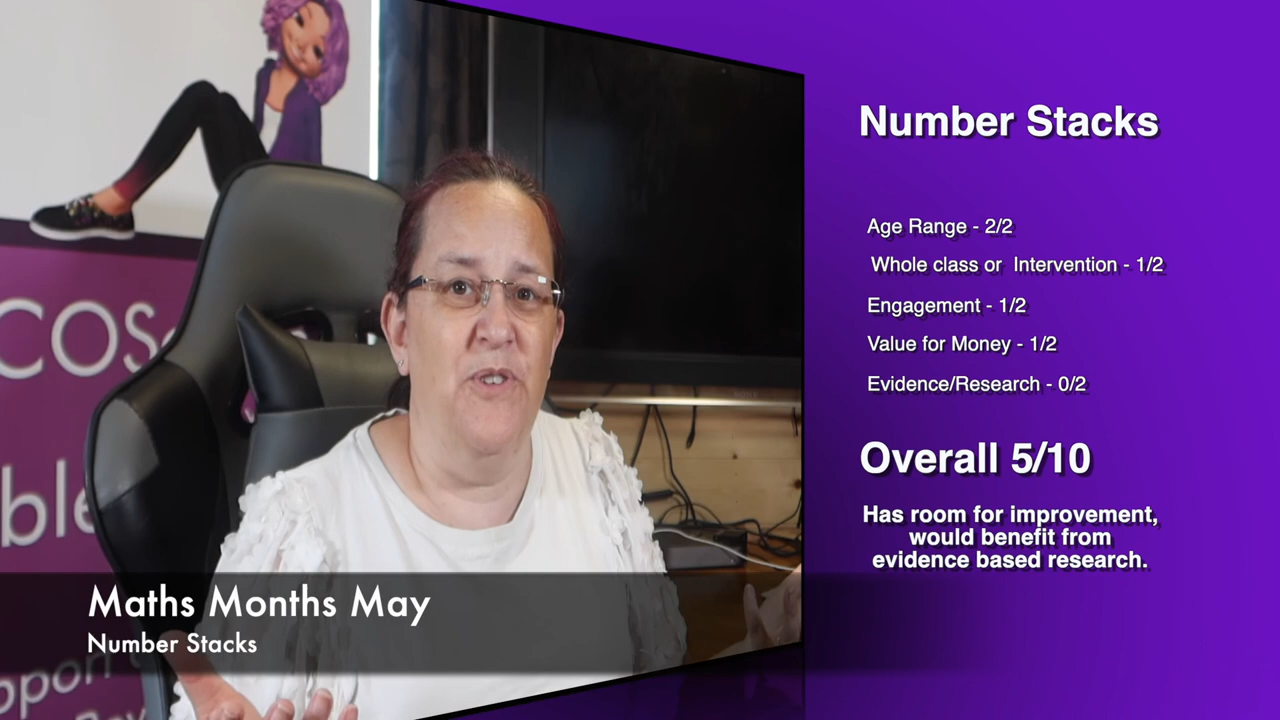 Number Stacks
Age Range - 2/2
Whole class or Intervention - 1/2
Engagement - 1/2
Value for Money - 1/2
Evidence/Research - 0/2
Overall 5/10
Has room for improvement,
would benefit from
evidence based research.
Maths Months May
Number Stacks